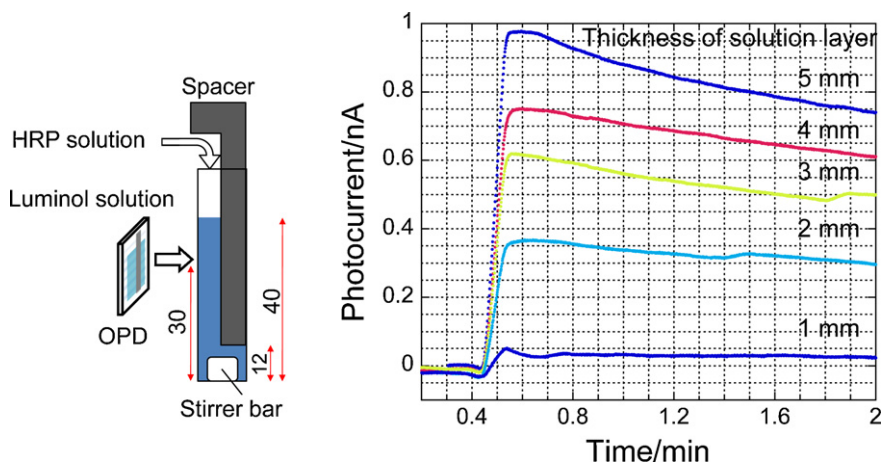 Spacer
HRP solution
Luminol solution
OPD
30
40
12
Stirrer bar
Photocurrent/nA
1
0.8
0.6
0.4
0.2
0
Thickness of solution layer
5 mm
4 mm
3 mm
2 mm
1 mm
0.4
0.8
1.2
1.6
2
Time/min